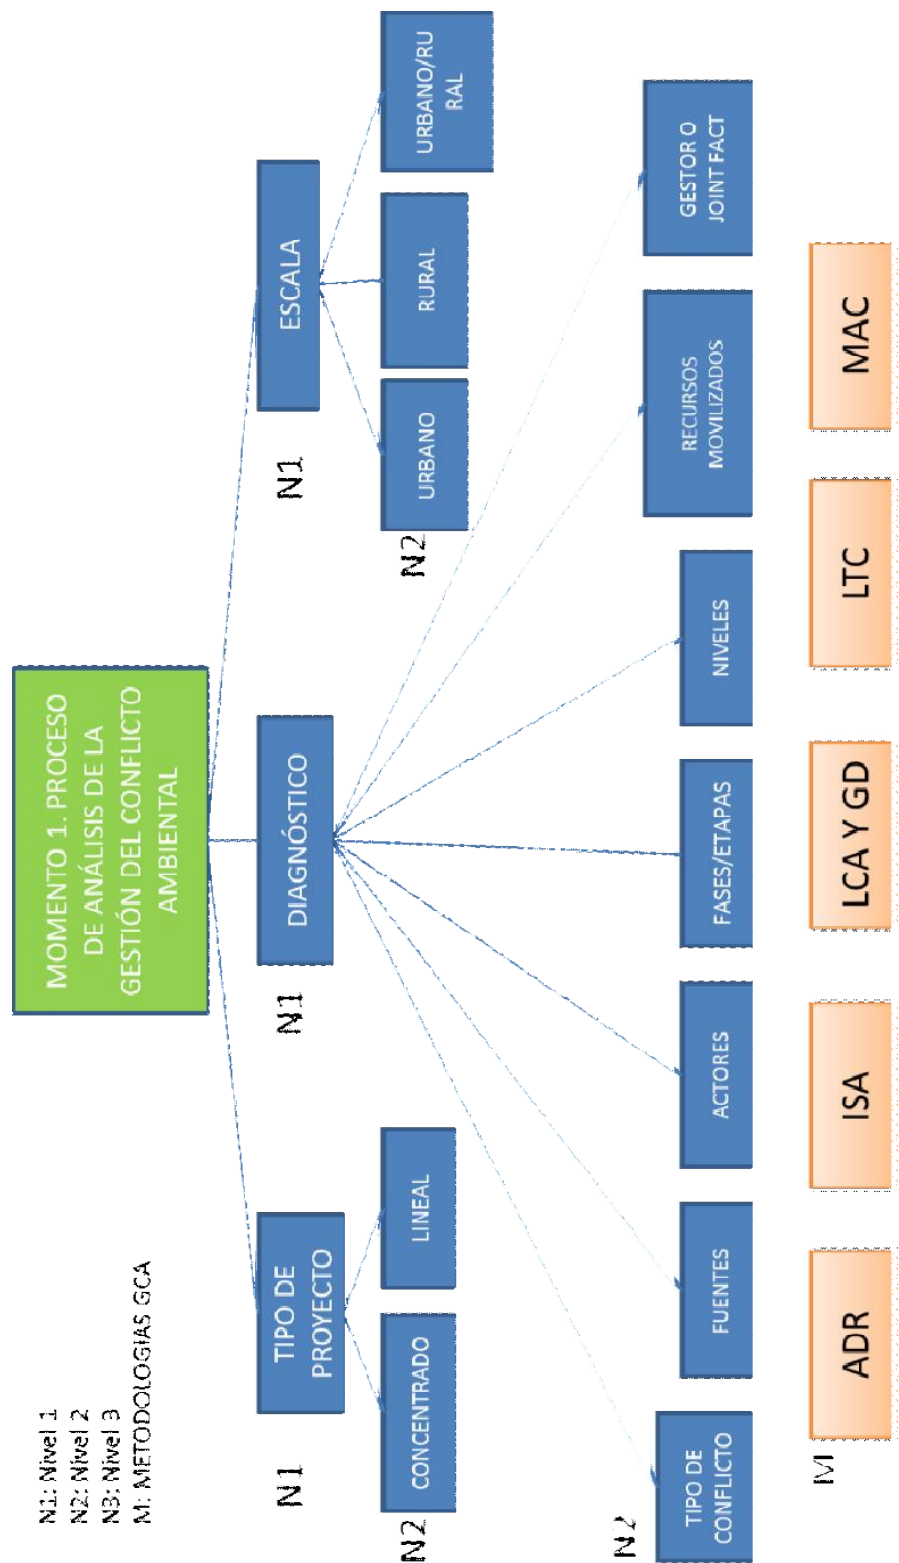 N1: Nivel 1
N2: Nivel 2
N3: Nivel 3
M: METODOLOGIAS GCA
MOMENTO 1. PROCESO
DE ANÁLISIS DE LA
GESTIÓN DEL CONFLICTO
AMBIENTAL
N1
TIPO DE
PROYECTO
N1
DIAGNÓSTICO
N1
ESCALA
N2
CONCENTRADO
LINEAL
N2
URBANO
RURAL
URBANO/RU
RAL
N2
TIPO DE
CONFLICTO
FUENTES
ACTORES
FASES/ETAPAS
NIVELES
RECURSOS
MOVILIZADOS
GESTOR O
JOINT FACT
M
ADR
ISA
LCA Y GD
LTC
MAC